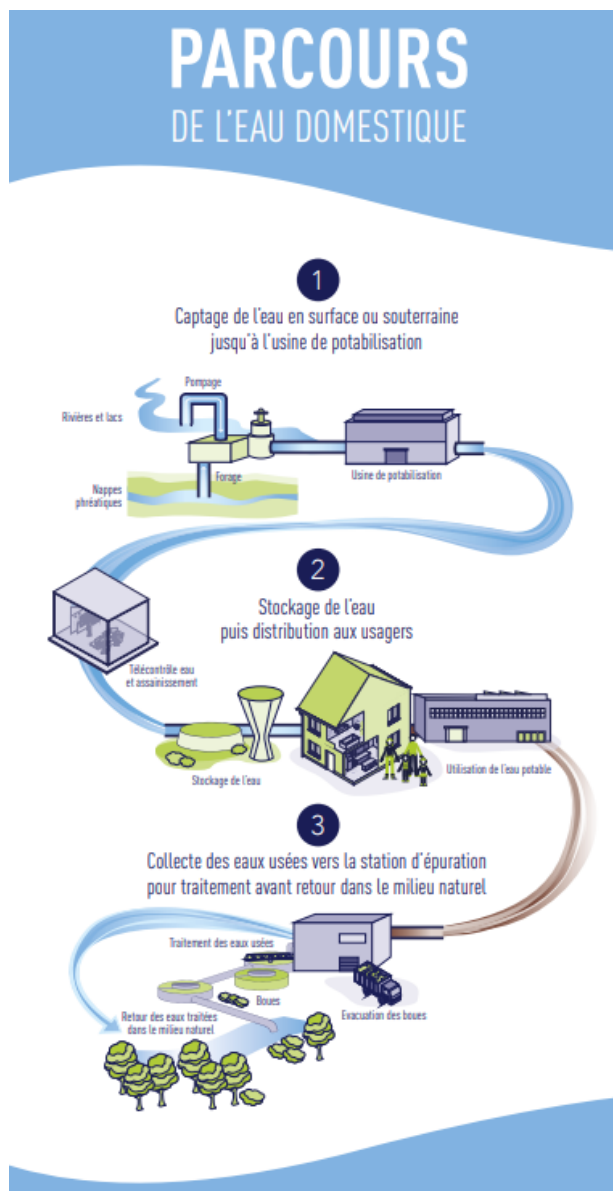 PARCOURS
DE L'EAU DOMESTIQUE
1
Captage de l'eau en surface ou souterraine
jusqu'à l'usine de potabilisation
Pompage
Rivières et lacs
Forage
Usine de potabilisation
Nappes
phréatiques
2
Stockage de l'eau
puis distribution aux usagers
Télécontrôle eau
et assainissement
Stockage de l'eau
Utilisation de l'eau potable
3
Collecte des eaux usées vers la station d'épuration
pour traitement avant retour dans le milieu naturel
Traitement des eaux usées
Boues
Evacuation des boues
Retour des eaux traitées
dans le milieu naturel